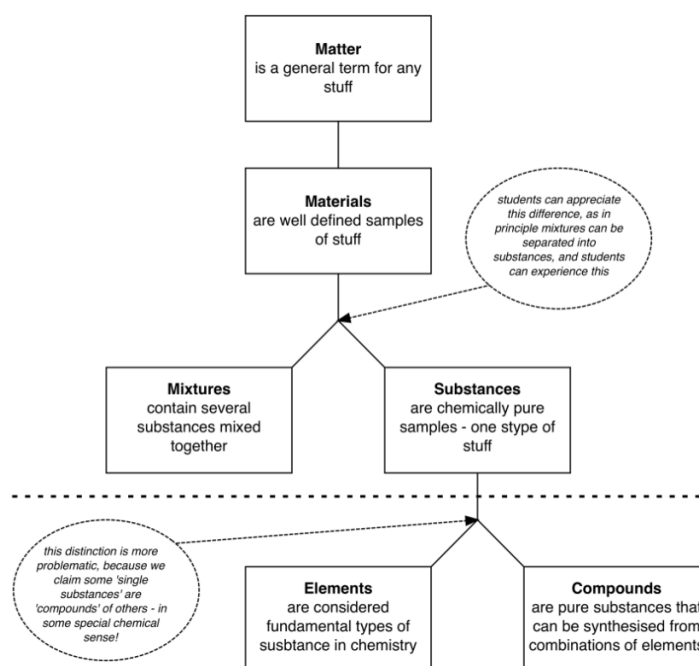 Matter
is a general term for any
stuff
Materials
are well defined samples
of stuff
students can appreciate
this difference, as in
principle mixtures can be
separated into
substances, and students
can experience this
Mixtures
contain several
substances mixed
together
Substances
are chemically pure
samples - one stype of
stuff
this distinction is more
problematic, because we
claim some 'single
substances' are
'compounds' of others - in
some special chemical
sense!
Elements
are considered
fundamental types of
susbtance in chemistry
Compounds
are pure substances that
can be synthesised from
combinations of elements